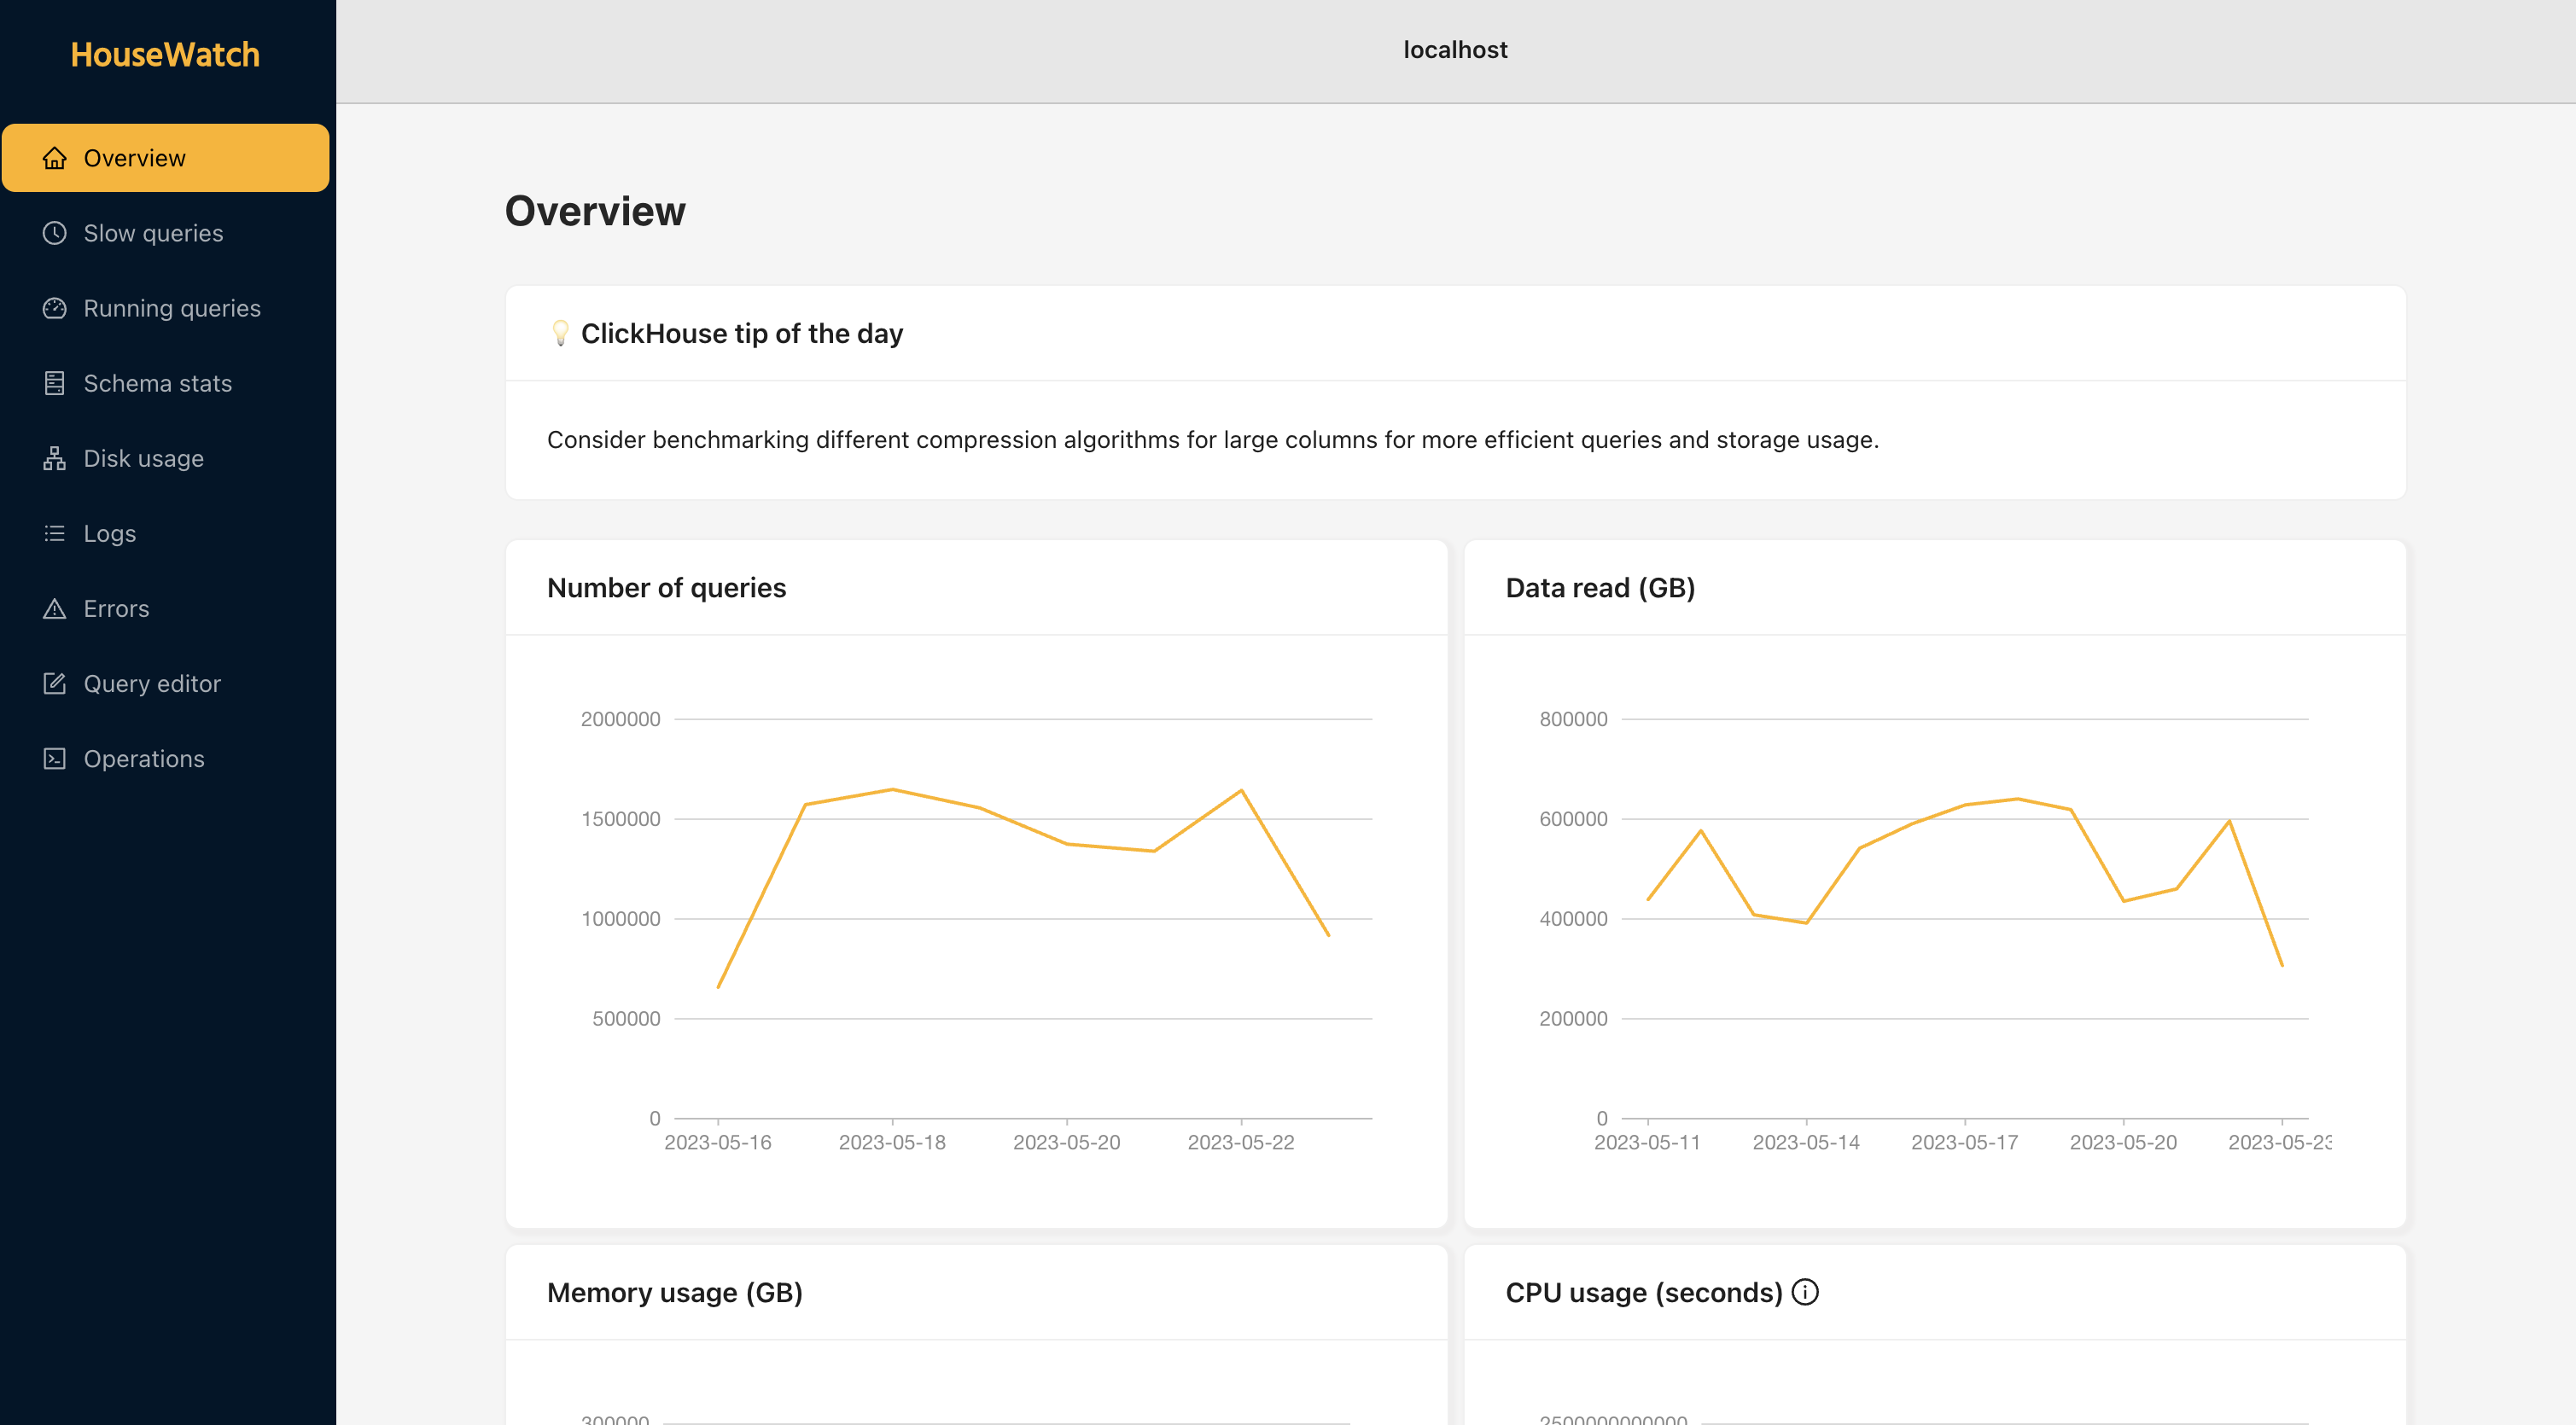 HouseWatch
localhost
Overview
Slow queries
Running queries
Schema stats
Disk usage
Logs
Errors
Query editor
Operations
Overview
💡 ClickHouse tip of the day
Consider benchmarking different compression algorithms for large columns for more efficient queries and storage usage.
Number of queries
2000000
1500000
1000000
500000
0
2023-05-16 2023-05-18 2023-05-20 2023-05-22
Data read (GB)
800000
600000
400000
200000
0
2023-05-11 2023-05-14 2023-05-17 2023-05-20 2023-05-23
Memory usage (GB)
300000
CPU usage (seconds)
2500000000000